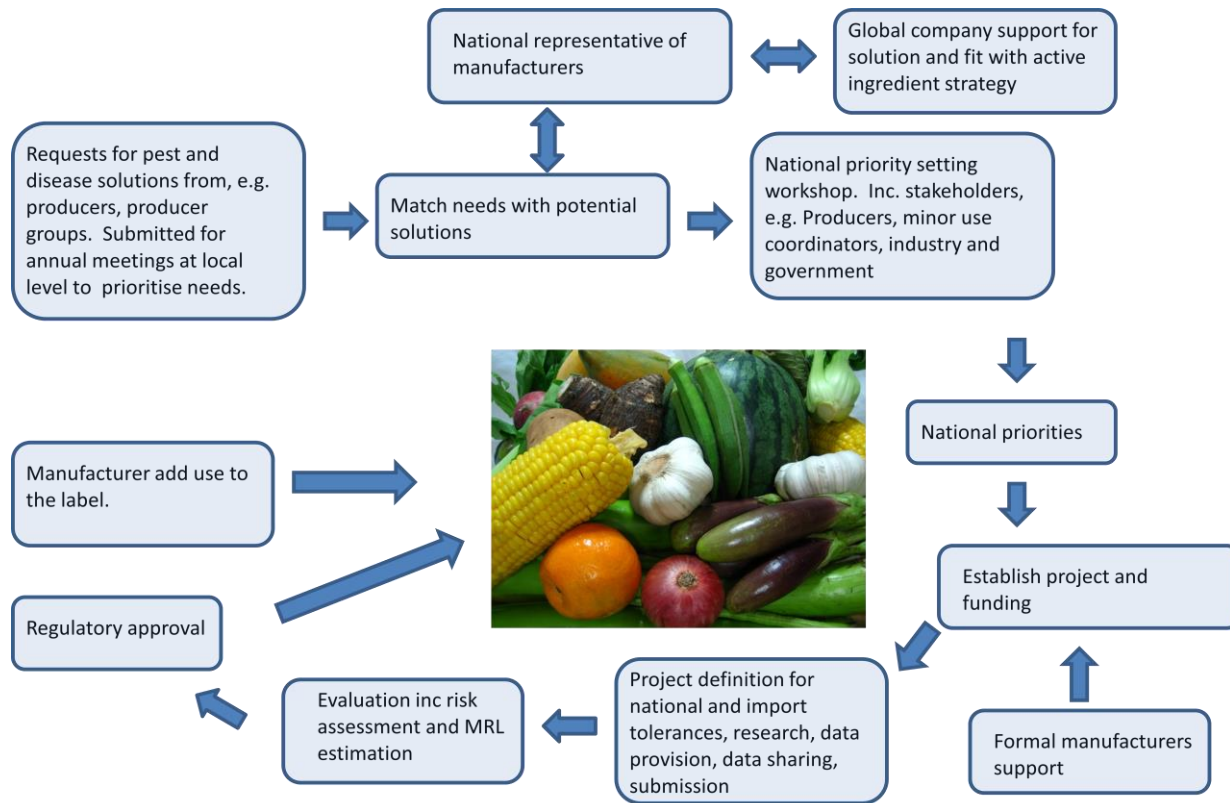 National representative of
manufacturers
Global company support for
solution and fit with active
ingredient strategy
Requests for pest and
disease solutions from, e.g.
producers, producer
groups.  Submitted for
annual meetings at local
level to  prioritise needs.
Match needs with potential
solutions
National priority setting
workshop.  Inc. stakeholders,
e.g. Producers, minor use
coordinators, industry and
government
National priorities
Establish project and
funding
Formal manufacturers
support
Project definition for
national and import
tolerances, research, data
provision, data sharing,
submission
Evaluation inc risk
assessment and MRL
estimation
Regulatory approval
Manufacturer add use to
the label.